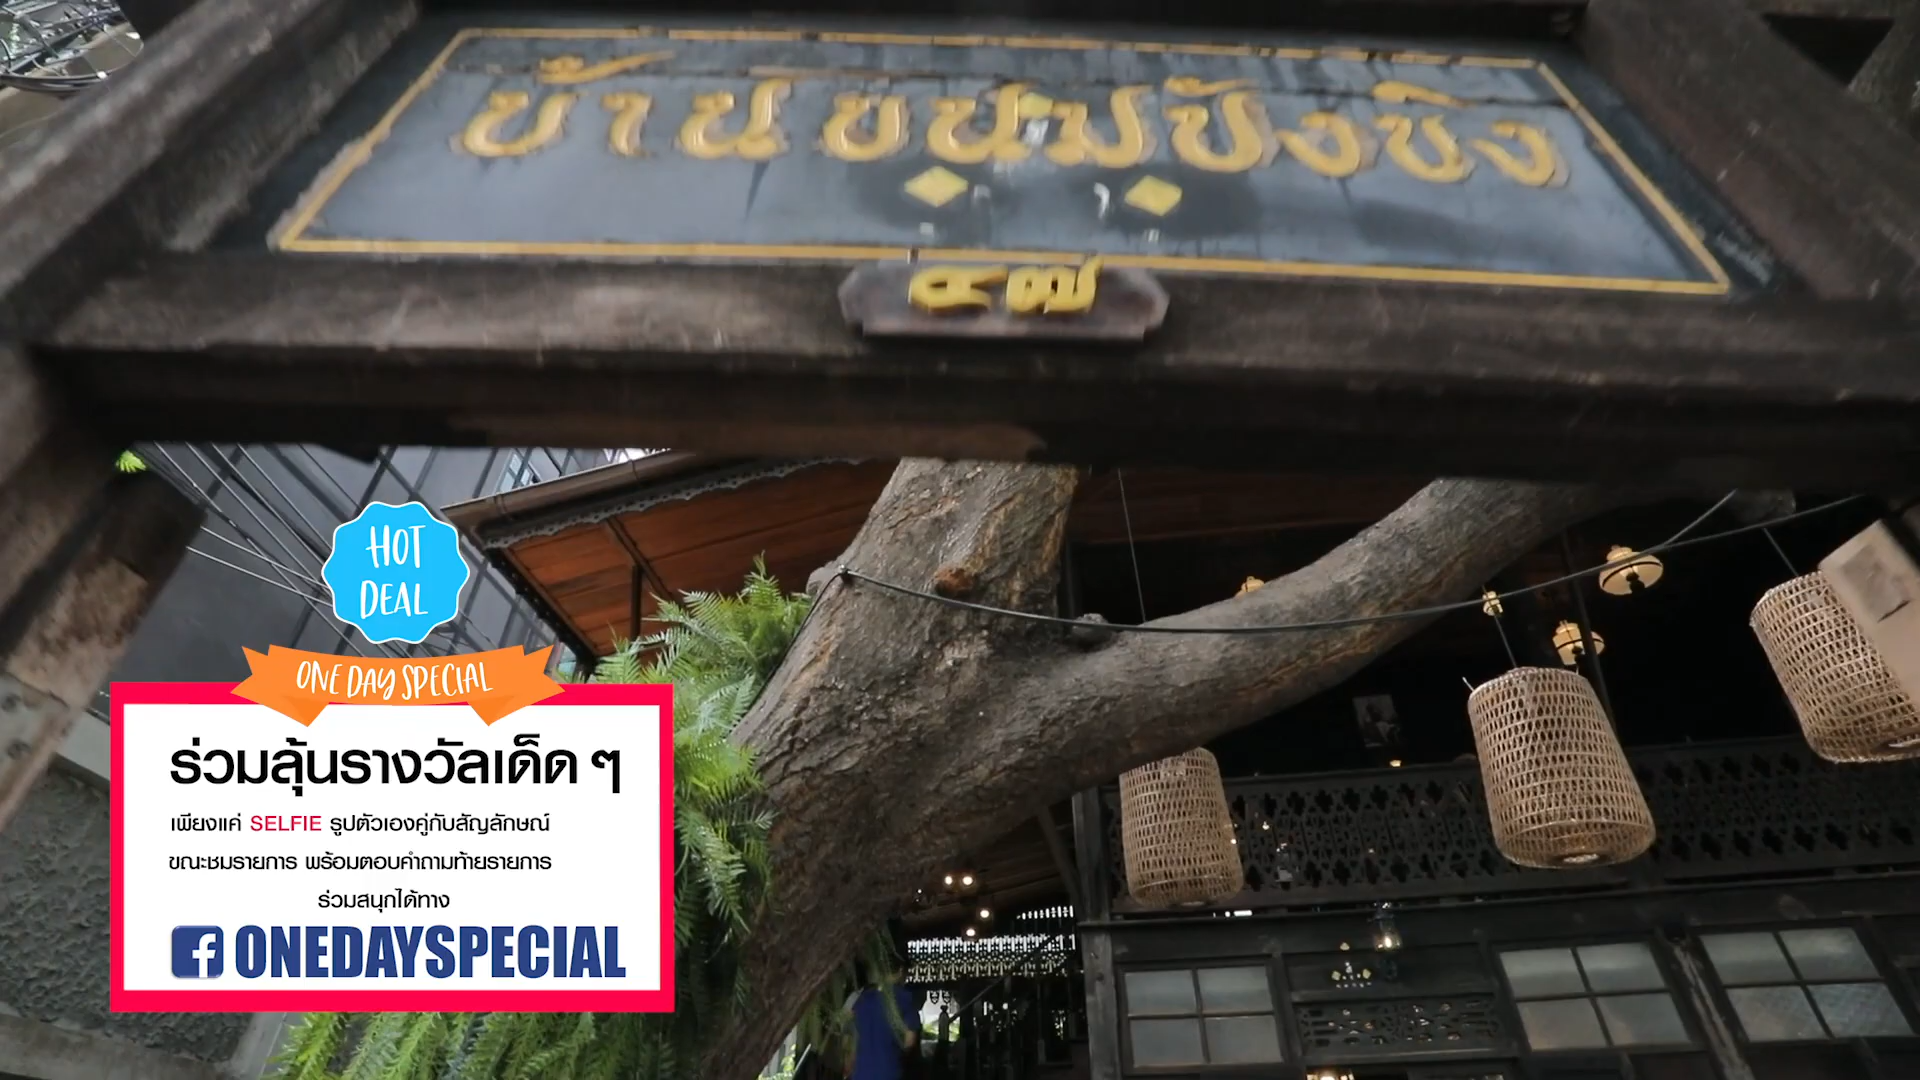 บ้านขนมปังขิง
๔๗
HOT
DEAL
ONE DAY SPECIAL
ร่วมลุ้นรางวัลเด็ด ๆ
เพียงแค่ SELFIE รูปตัวเองคู่กับสัญลักษณ์
ขณะชมรายการ พร้อมตอบคำถามท้ายรายการ
ร่วมสนุกได้ทาง
f ONEDAYSPECIAL